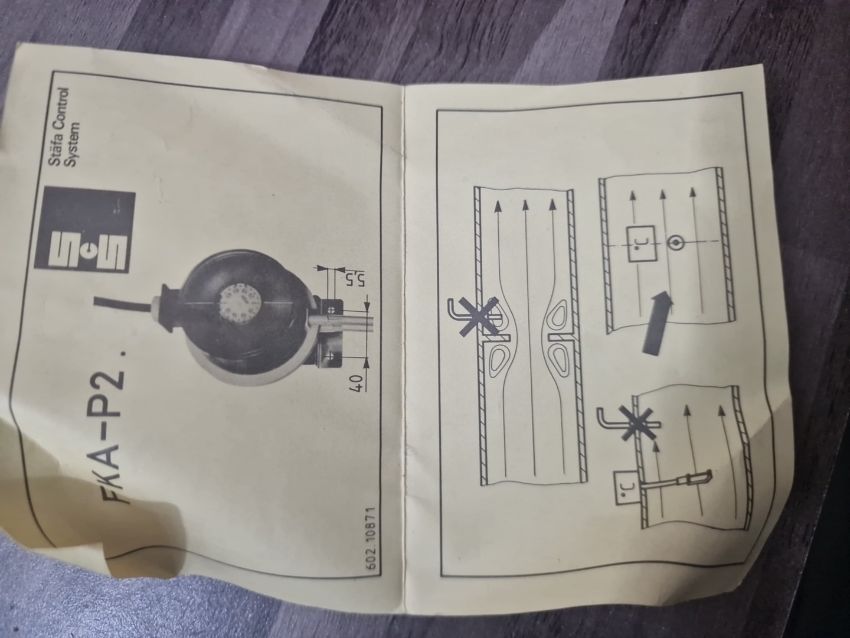 Stäfa Control
System
SCS
FKA-P2.
5,5
40
602.10871
°C
°C